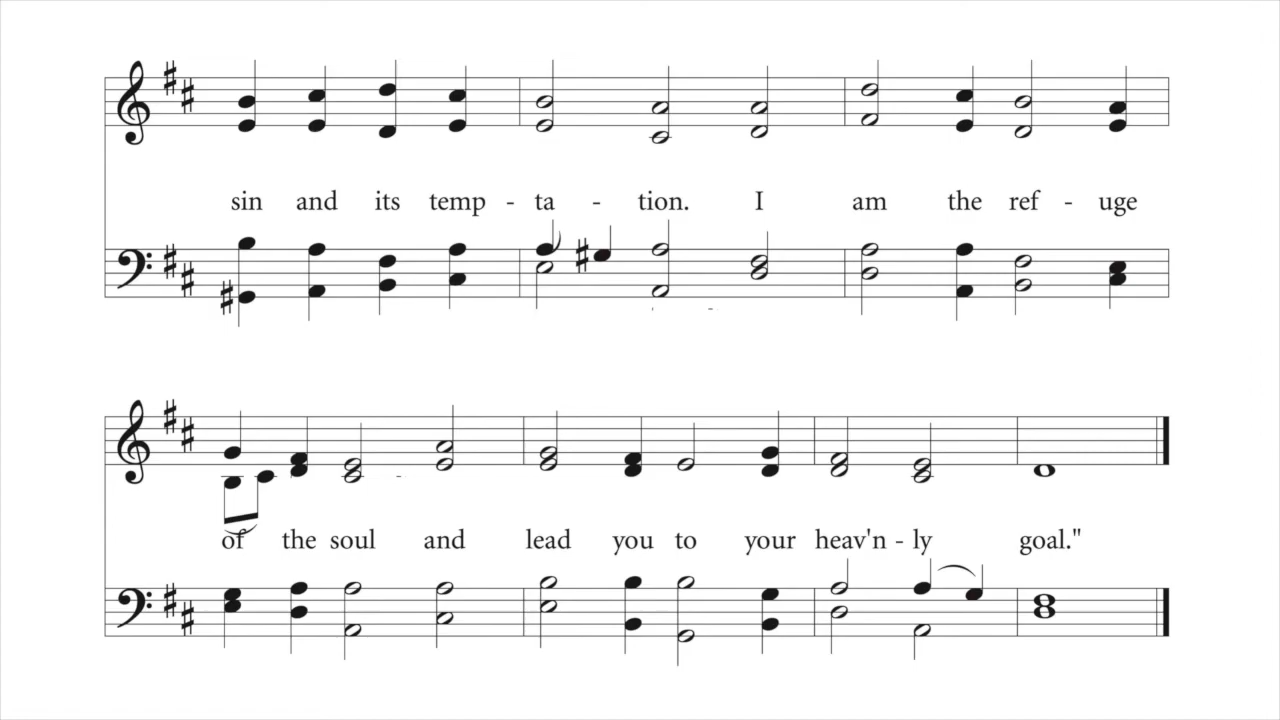 sin and its temp - ta - tion. I am the ref - uge
of the soul and lead you to your heav'n - ly goal."